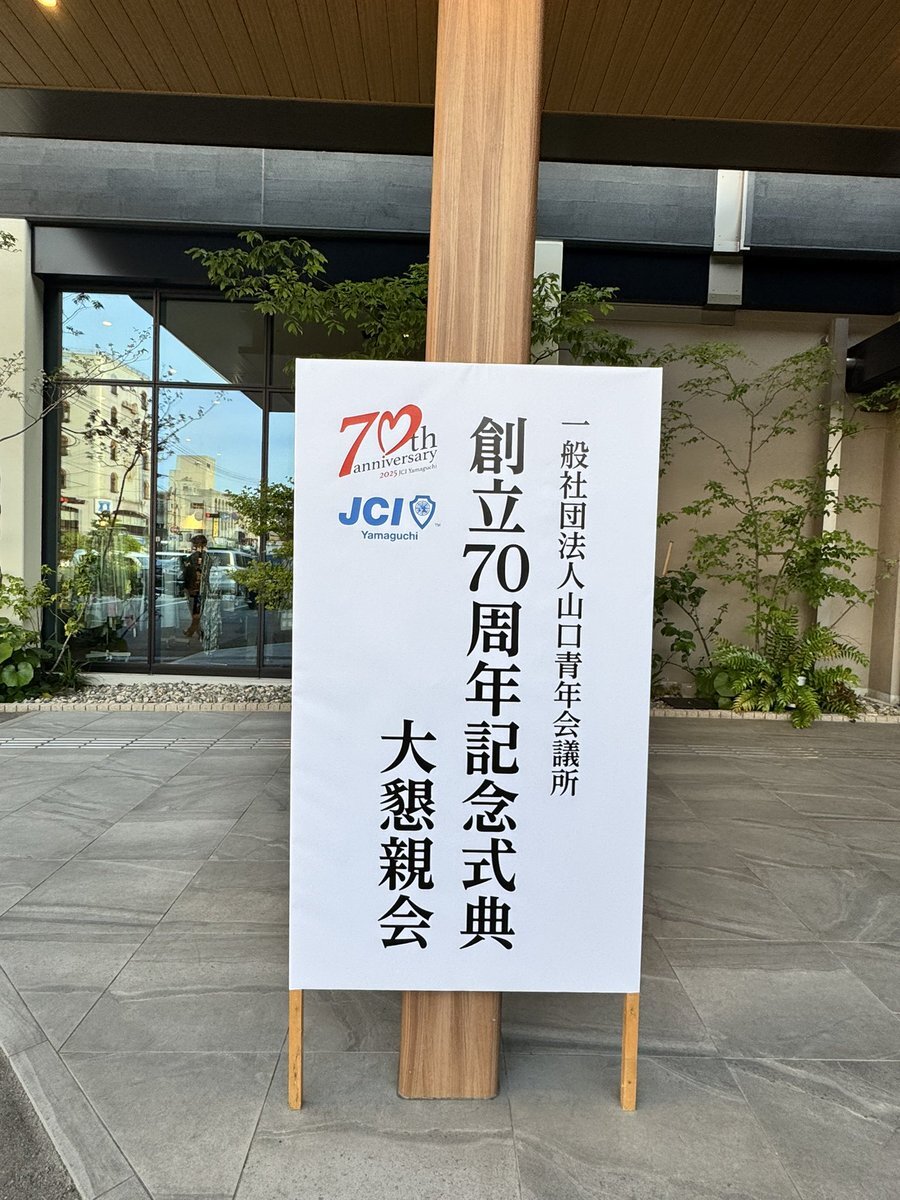 一般社団法人山口青年会議所
創立70周年記念式典
大懇親会
70th
anniversary
2025 JCI Yamaguchi
JCI
Yamaguchi